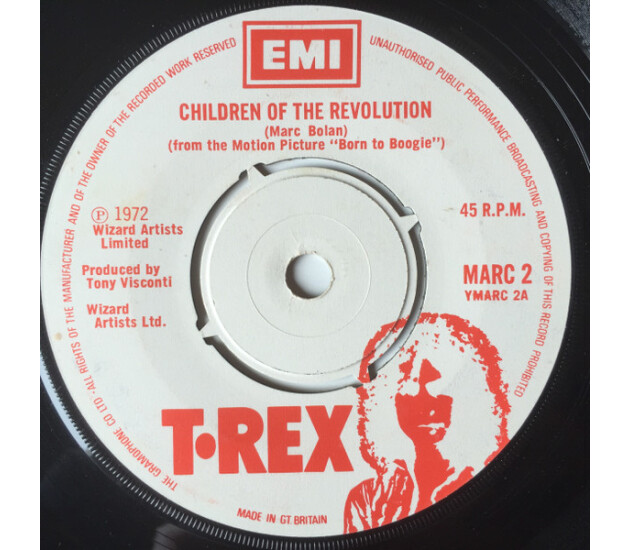 EMI
CHILDREN OF THE REVOLUTION
(Marc Bolan)
(from the Motion Picture "Born to Boogie")
℗ 1972
Wizard Artists
Limited
Produced by
Tony Visconti
Wizard
Artists Ltd.
45 R.P.M.
MARC 2
YMARC 2A
T•REX
MADE IN GT. BRITAIN
THE GRAMOPHONE CO LTD • ALL RIGHTS OF THE MANUFACTURER AND OF THE OWNER OF THE RECORDED WORK RESERVED
UNAUTHORISED PUBLIC PERFORMANCE BROADCASTING AND COPYING OF THIS RECORD PROHIBITED